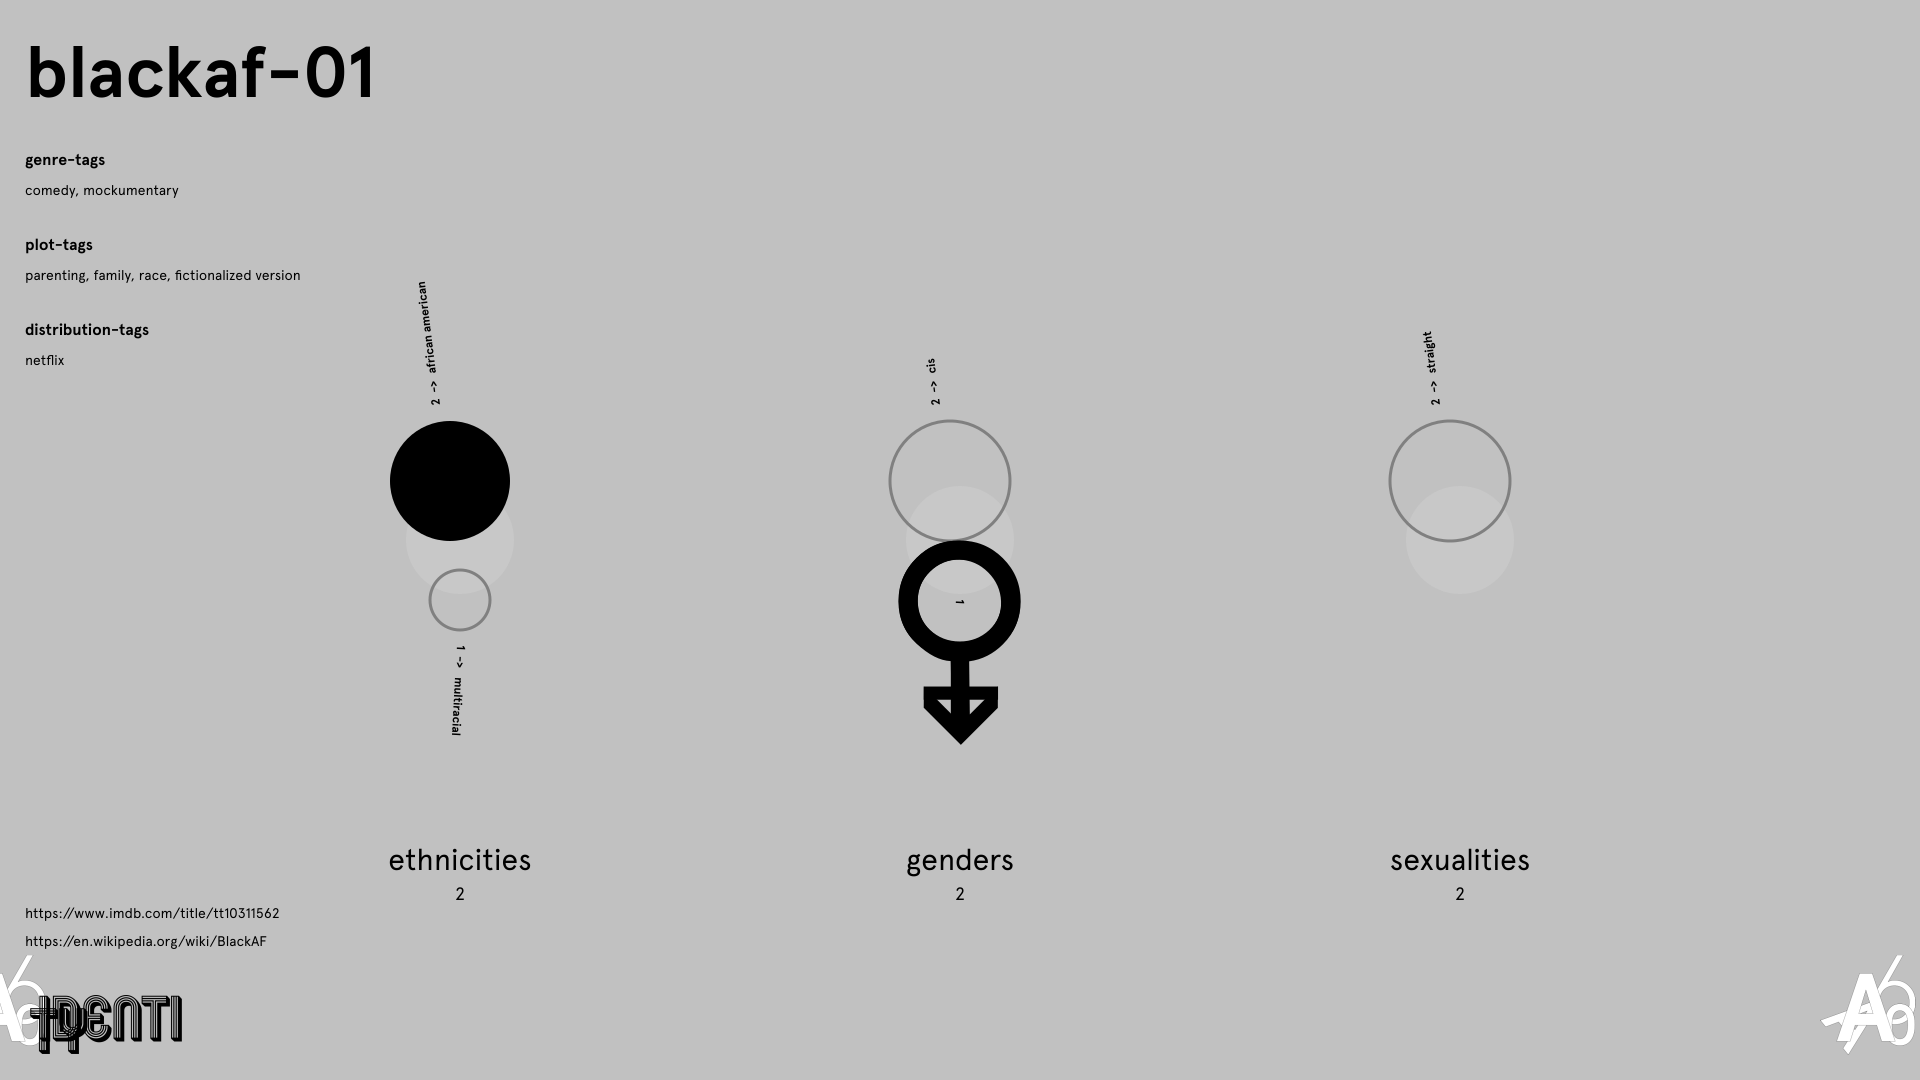 blackaf-01
genre-tags
comedy, mockumentary
plot-tags
parenting, family, race, fictionalized version
distribution-tags
netflix
2 -> african american
1 -> multiracial
ethnicities
2
2 -> cis
1
genders
2
2 -> straight
sexualities
2
https://www.imdb.com/title/tt10311562
https://en.wikipedia.org/wiki/BlackAF
IDENTI